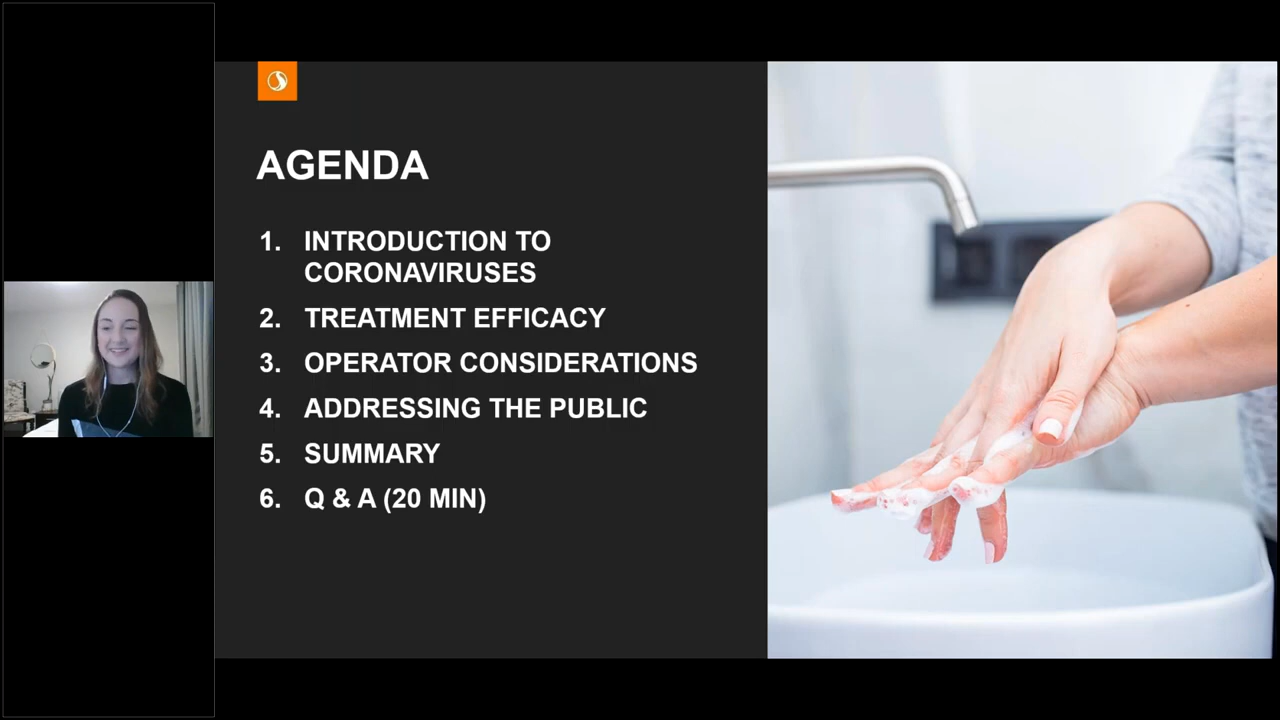 AGENDA
1. INTRODUCTION TO
CORONAVIRUSES
2. TREATMENT EFFICACY
3. OPERATOR CONSIDERATIONS
4. ADDRESSING THE PUBLIC
5. SUMMARY
6. Q & A (20 MIN)